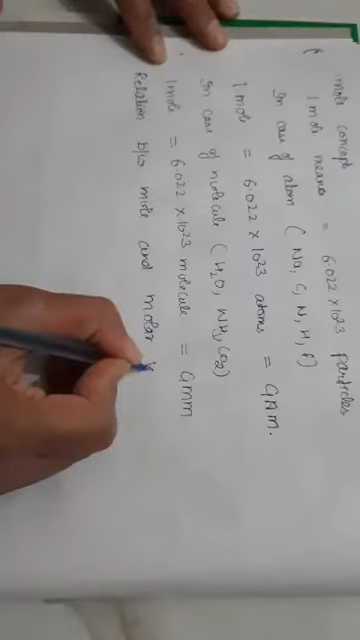 mole concept
1 mole means = 6.022 × 10²³ particles
In case of atom ( Na, C, N, H, A)
1 mole = 6.022 × 10²³ atoms = GAM.
In case of molecule ( H₂O, NH₃, CO₂)
1 mole = 6.022 × 10²³ molecule = GMM
Relation b/w mole and molar